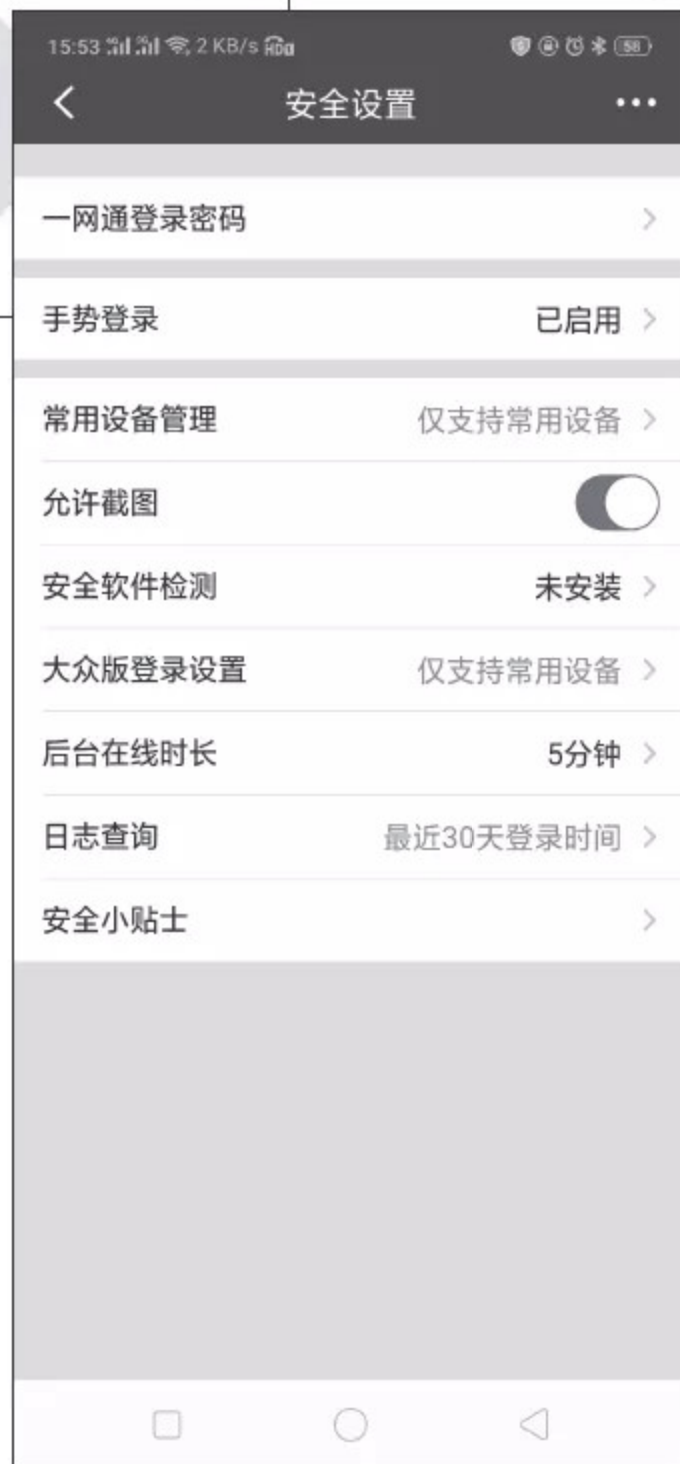 15:53 2 KB/s HD 58
安全设置
一网通登录密码
手势登录 已启用
常用设备管理 仅支持常用设备
允许截图
安全软件检测 未安装
大众版登录设置 仅支持常用设备
后台在线时长 5分钟
日志查询 最近30天登录时间
安全小贴士